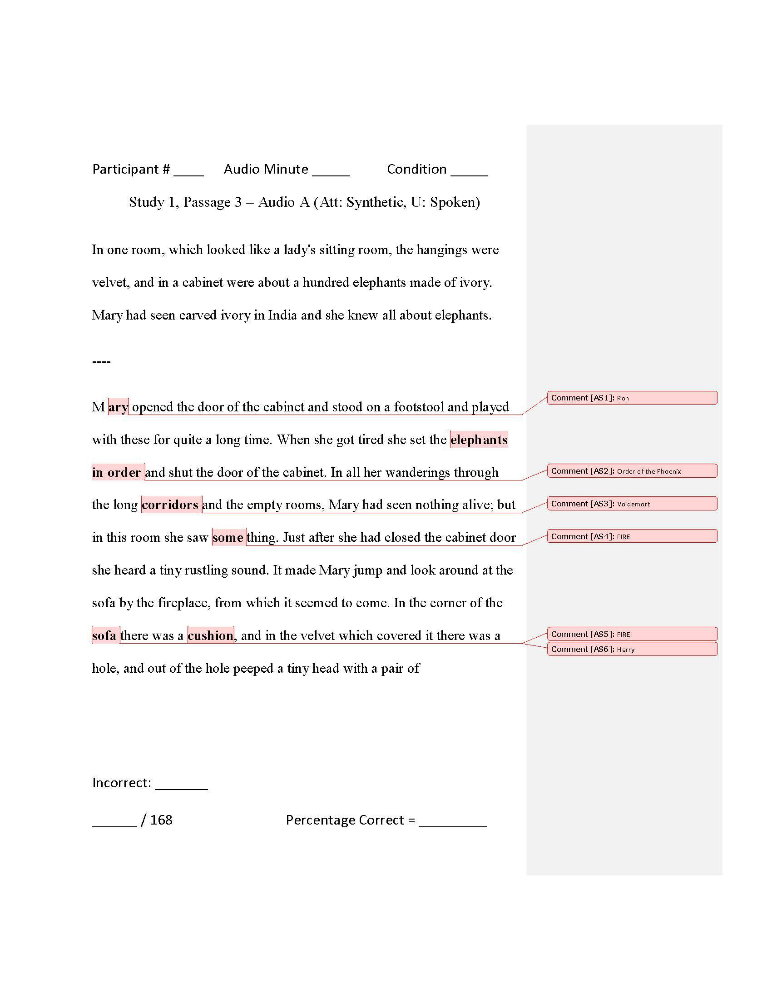 Participant # ____ Audio Minute _____ Condition _____
Study 1, Passage 3 – Audio A (Att: Synthetic, U: Spoken)
In one room, which looked like a lady's sitting room, the hangings were
velvet, and in a cabinet were about a hundred elephants made of ivory.
Mary had seen carved ivory in India and she knew all about elephants.
----
M ary opened the door of the cabinet and stood on a footstool and played
Comment [AS1]: Ron
with these for quite a long time. When she got tired she set the elephants
in order and shut the door of the cabinet. In all her wanderings through
Comment [AS2]: Order of the Phoenix
the long corridors and the empty rooms, Mary had seen nothing alive; but
Comment [AS3]: Voldemort
in this room she saw some thing. Just after she had closed the cabinet door
Comment [AS4]: FIRE
she heard a tiny rustling sound. It made Mary jump and look around at the
sofa by the fireplace, from which it seemed to come. In the corner of the
sofa there was a cushion, and in the velvet which covered it there was a
Comment [AS5]: FIRE
Comment [AS6]: Harry
hole, and out of the hole peeped a tiny head with a pair of
Incorrect: _______
______ / 168 Percentage Correct = _________